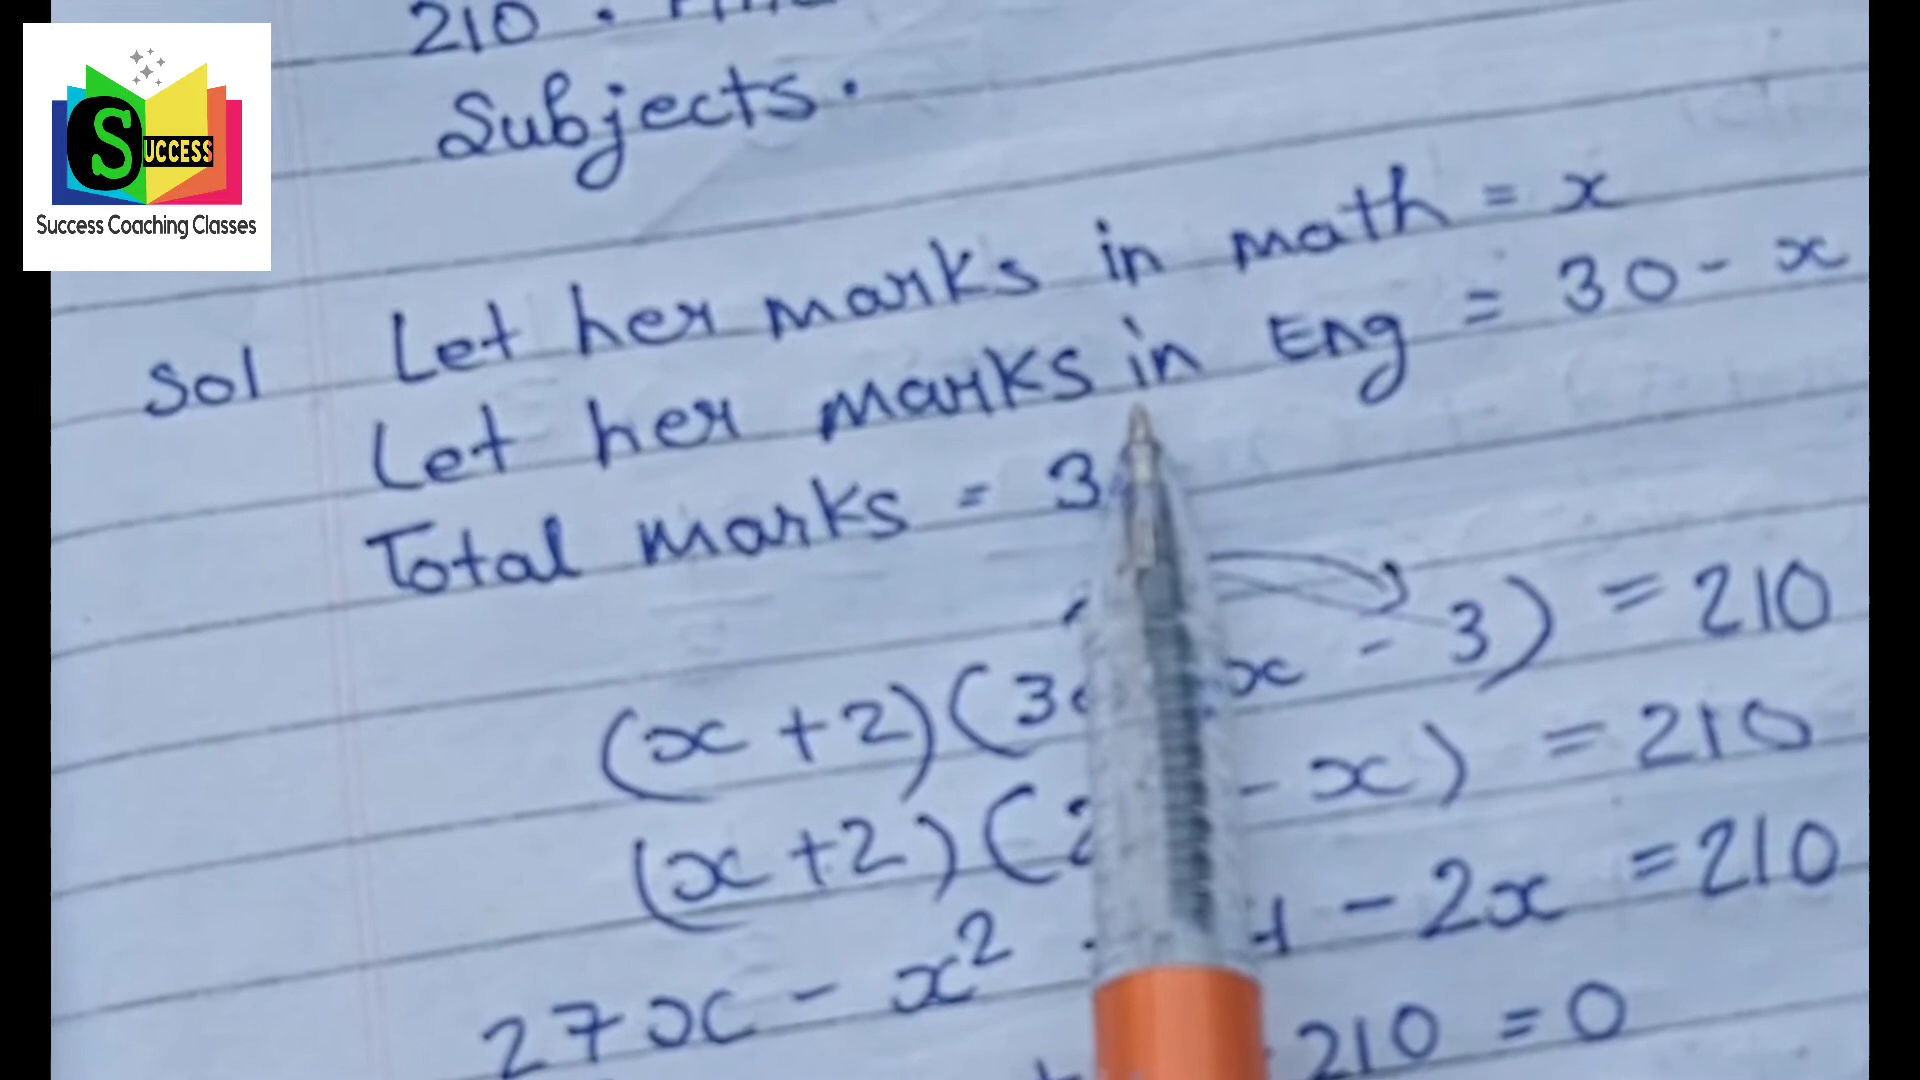 210 .
Subjects.
SUCCESS
Success Coaching Classes
Sol Let her marks in math = x
Let her marks in Eng = 30 - x
Total marks = 3
(x + 2) (30 x - 3) = 210
(x + 2) (2 - x) = 210
27x - x² - 2x = 210
210 = 0